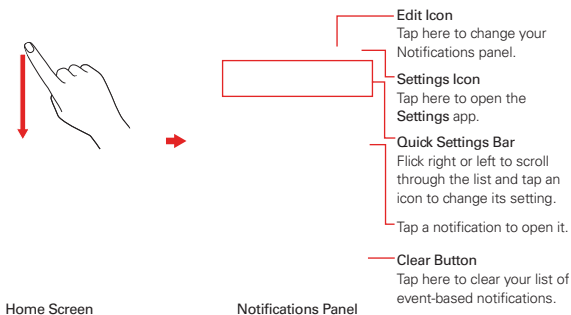 Edit Icon
Tap here to change your
Notifications panel.
Settings Icon
Tap here to open the
Settings app.
Quick Settings Bar
Flick right or left to scroll
through the list and tap an
icon to change its setting.
Tap a notification to open it.
Clear Button
Tap here to clear your list of
event-based notifications.
Home Screen
Notifications Panel